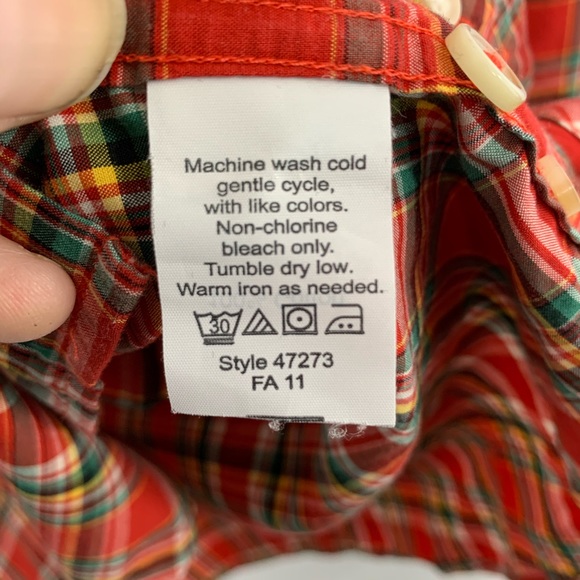 Machine wash cold
gentle cycle,
with like colors.
Non-chlorine
bleach only.
Tumble dry low.
Warm iron as needed.
30
Style 47273
FA 11